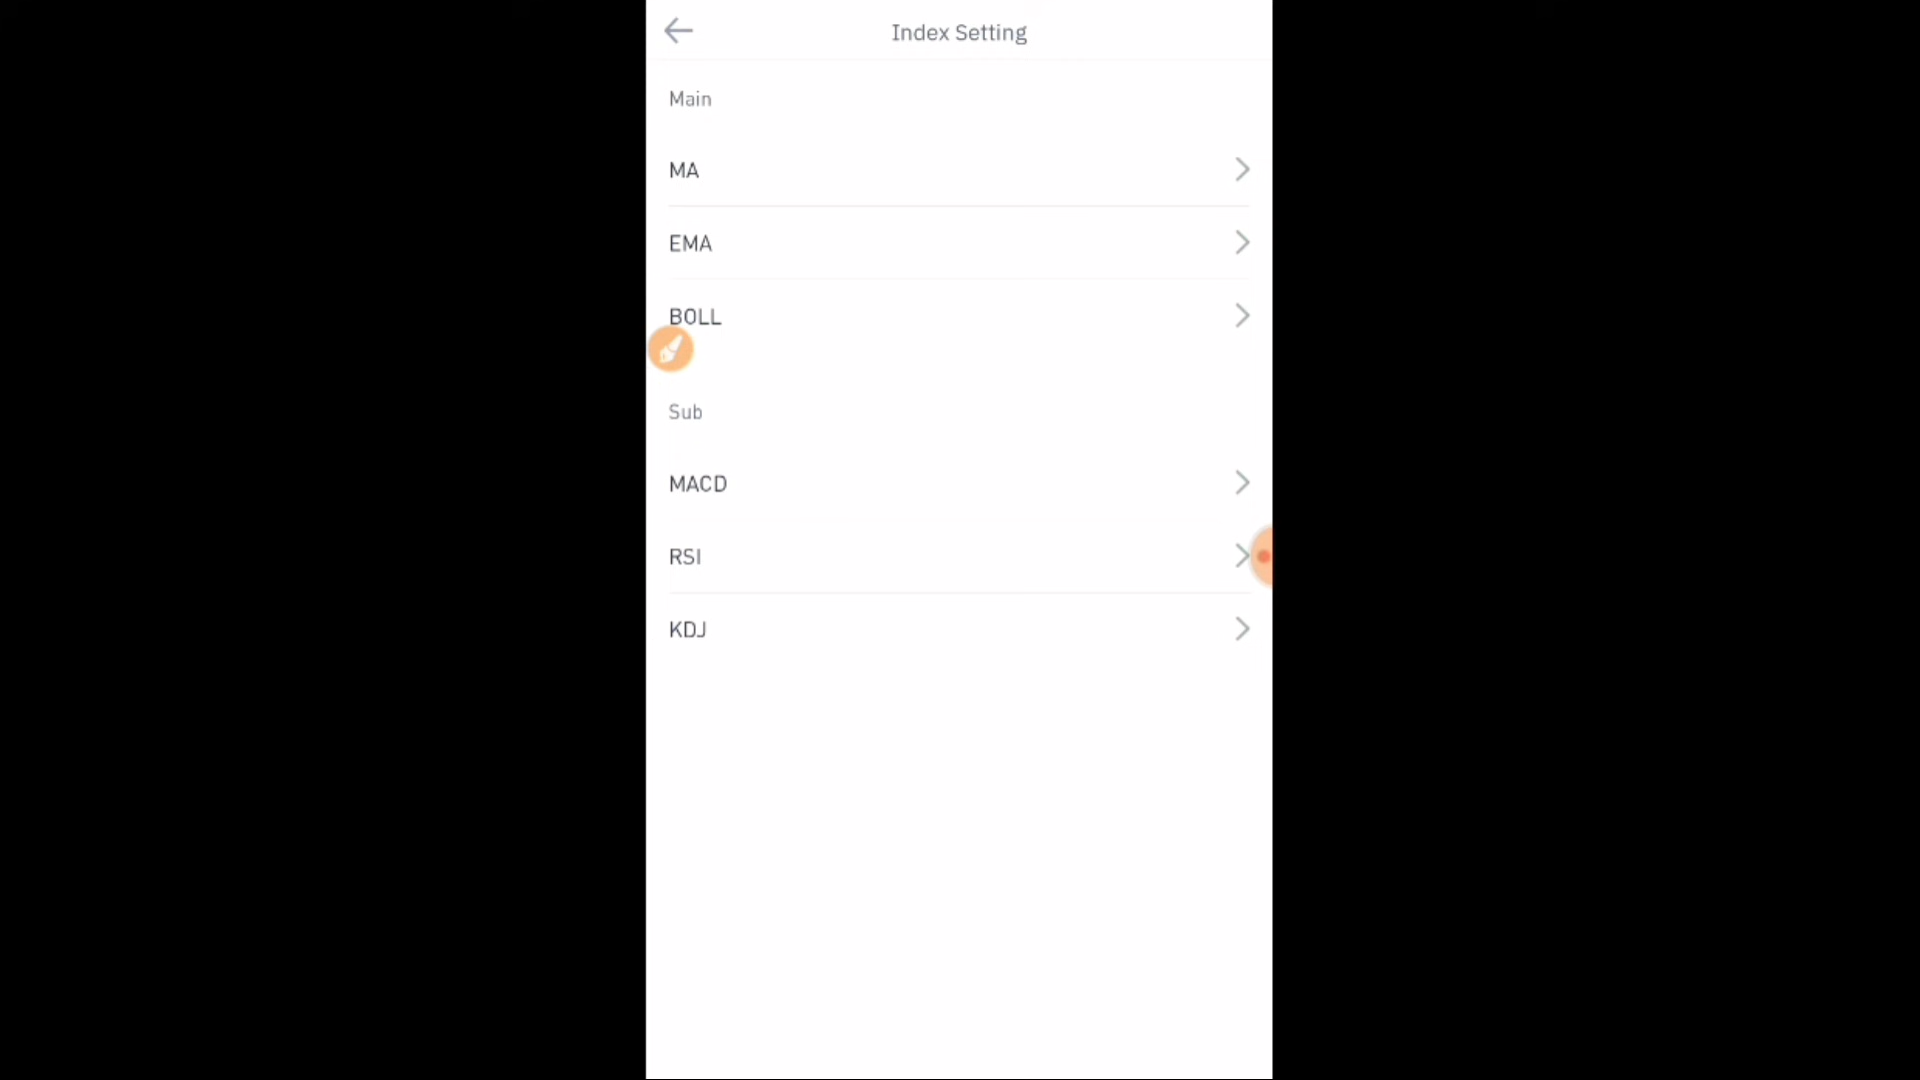 Index Setting
Main
MA
EMA
BOLL
Sub
MACD
RSI
KDJ